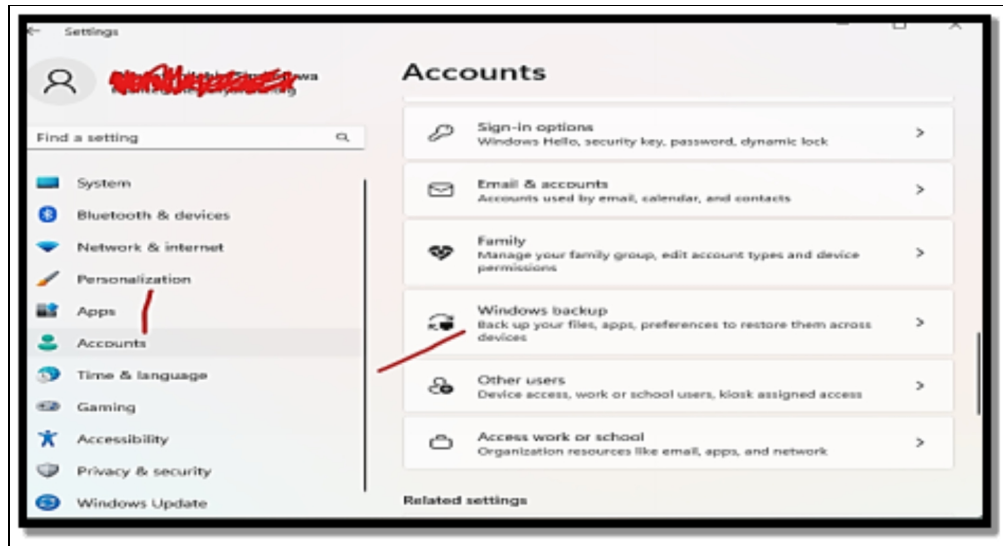 Settings
Accounts
Find a setting
System
Bluetooth & devices
Network & internet
Personalization
Apps
Accounts
Time & language
Gaming
Accessibility
Privacy & security
Windows Update
Sign-in options
Windows Hello, security key, password, dynamic lock
Email & accounts
Accounts used by email, calendar, and contacts
Family
Manage your family group, edit account types and device
permissions
Windows backup
Back up your files, apps, preferences to restore them across
devices
Other users
Device access, work or school users, kiosk assigned access
Access work or school
Organization resources like email, apps, and network
Related settings